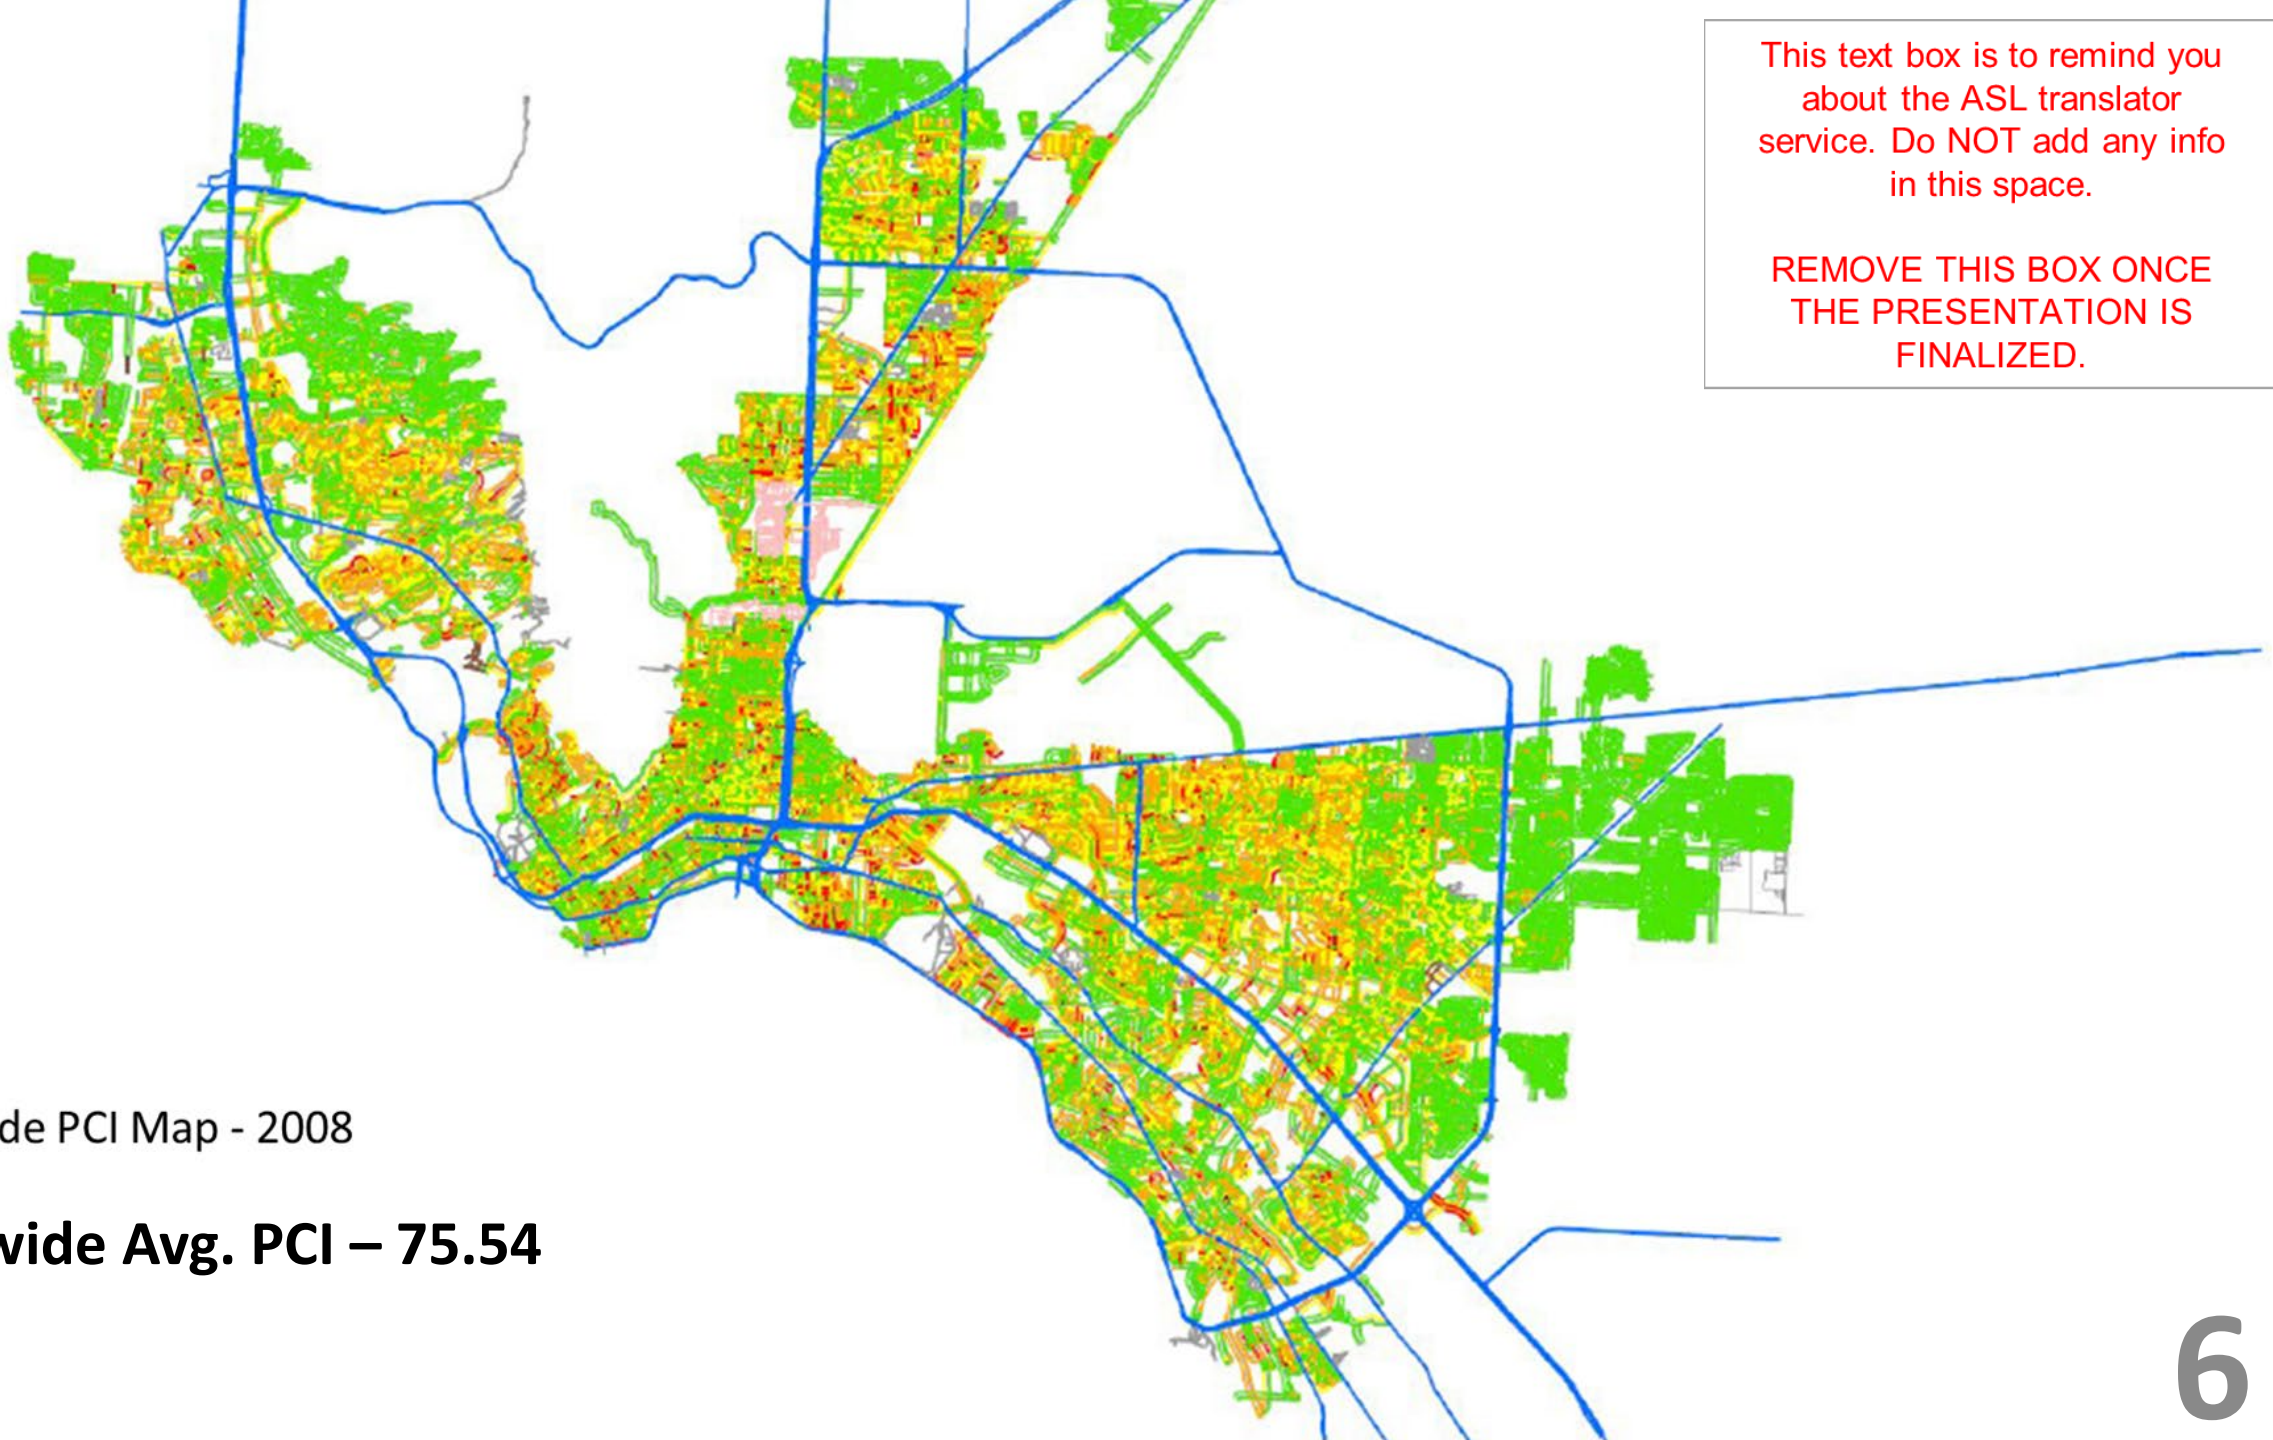 This text box is to remind you
about the ASL translator
service. Do NOT add any info
in this space.
REMOVE THIS BOX ONCE
THE PRESENTATION IS
FINALIZED.
de PCI Map - 2008
wide Avg. PCI – 75.54
6